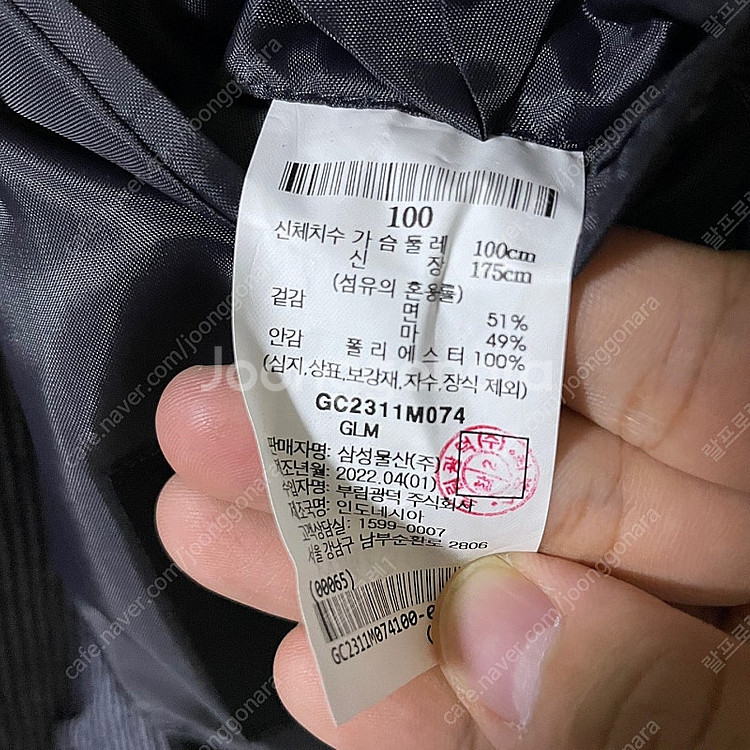 100
신체치수 가 슴 둘 레 100cm
신 장 175cm
(섬유의 혼용률)
겉감 면 51%
마 49%
안감 폴 리 에 스 터 100%
(심지,상표,보강재,자수,장식 제외)
GC2311M074
GLM
판매자명: 삼성물산(주)
제조년월: 2022.04(01)
수입자명: 부림광덕 주식회사
제조국명: 인도네시아
고객상담실: 1599-0007
서울 강남구 남부순환로 2806
(00065)
GC2311M074100-0
Joonggonara
cafe.naver.com/joonggonara